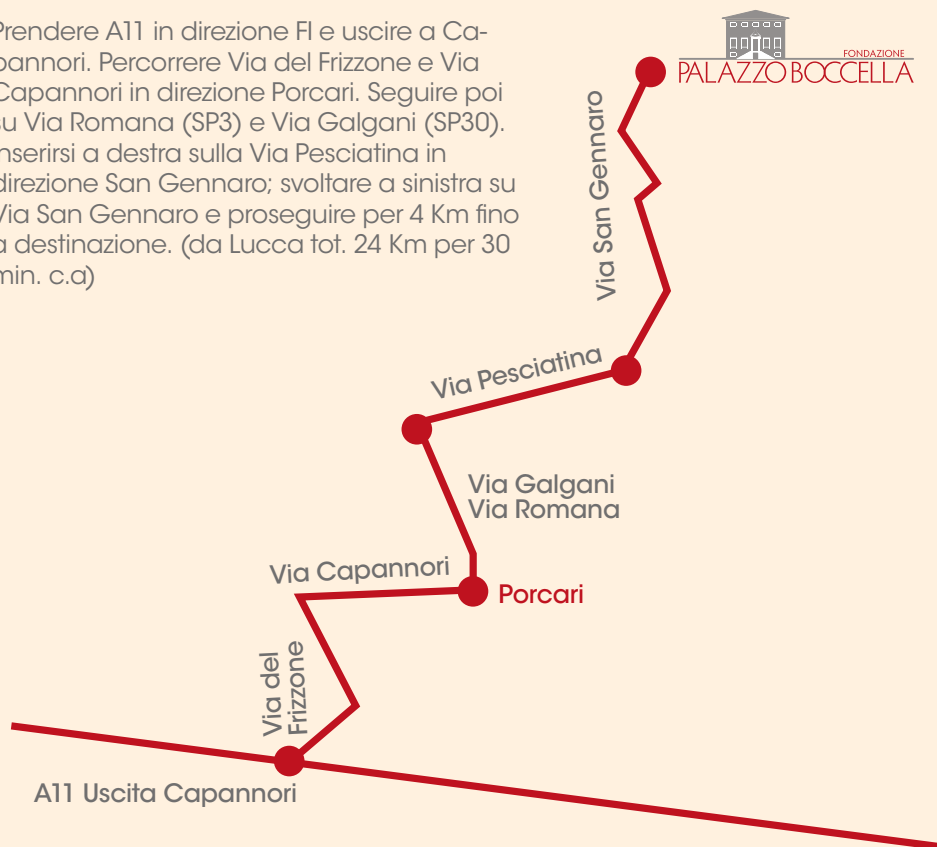 Prendere A11 in direzione FI e uscire a Ca-
pannori. Percorrere Via del Frizzone e Via
Capannori in direzione Porcari. Seguire poi
su Via Romana (SP3) e Via Galgani (SP30).
Inserirsi a destra sulla Via Pesciatina in
direzione San Gennaro; svoltare a sinistra su
Via San Gennaro e proseguire per 4 Km fino
a destinazione. (da Lucca tot. 24 Km per 30
min. c.a)
FONDAZIONE
PALAZZO BOCCELLA
Via San Gennaro
Via Pesciatina
Via Galgani
Via Romana
Via Capannori
Porcari
Via del
Frizzone
A11 Uscita Capannori